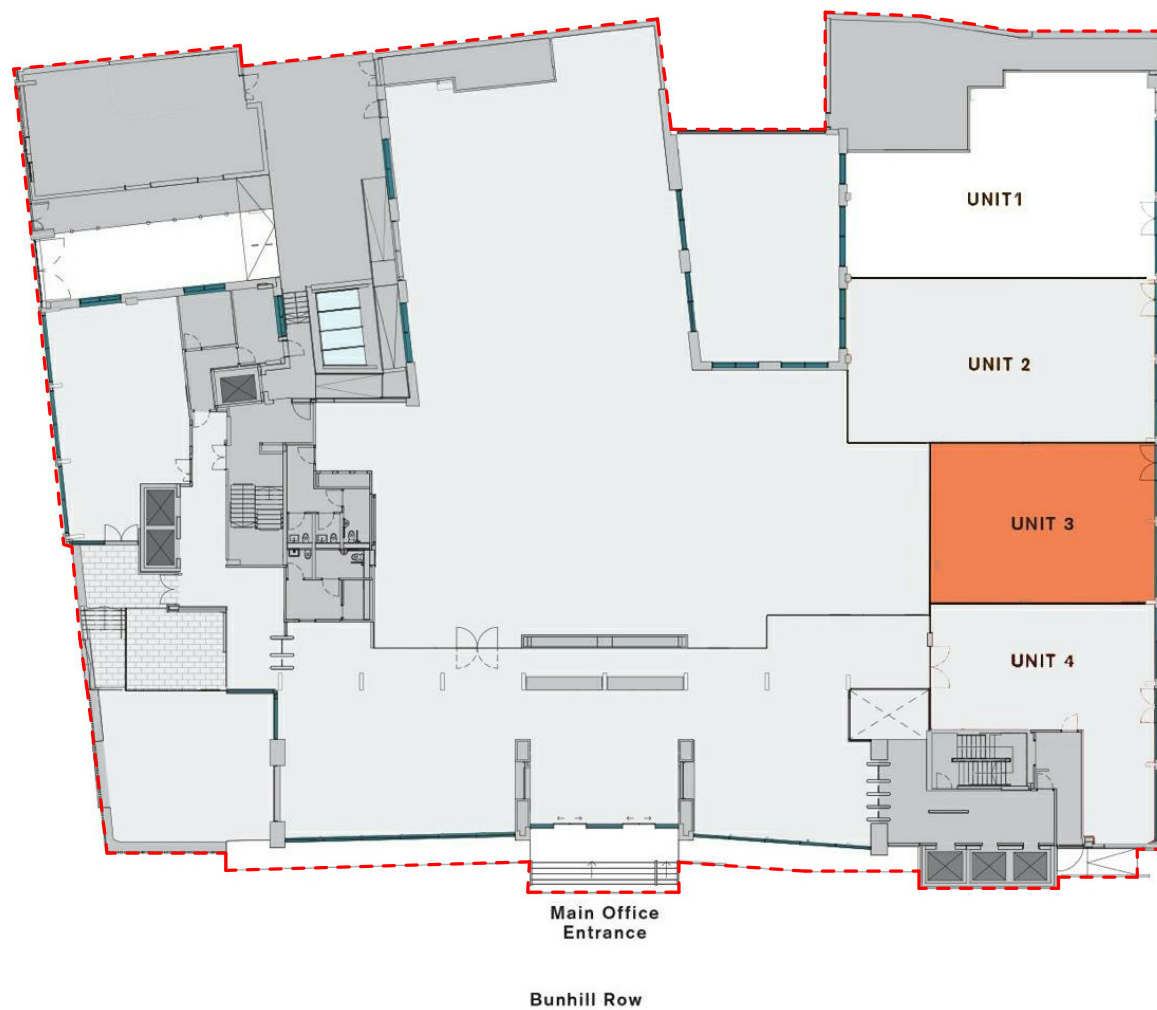 UNIT1
UNIT 2
UNIT 3
UNIT 4
Main Office
Entrance
Bunhill Row